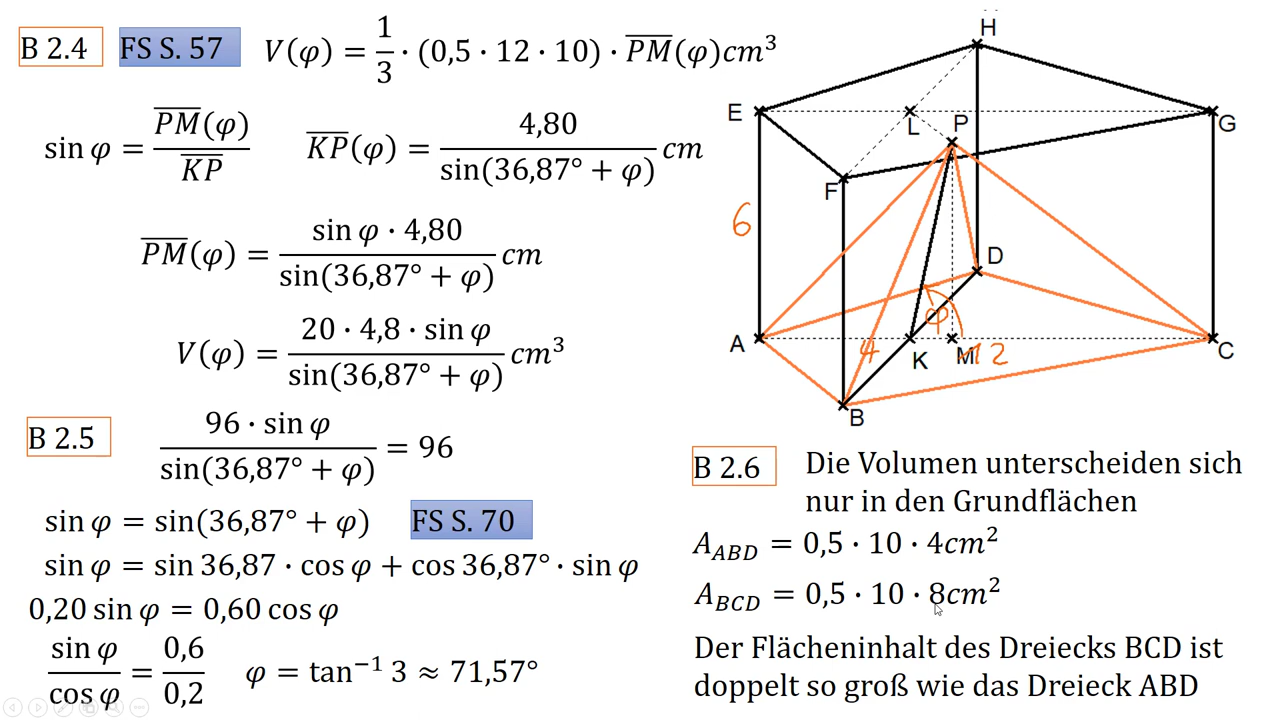 B 2.4 FS S. 57 V(φ) = 1/3 · (0,5 · 12 · 10) · P̅M̅(φ)cm³
sin φ = P̅M̅(φ)/K̅P̅ K̅P̅(φ) = 4,80/sin(36,87° + φ) cm
P̅M̅(φ) = sin φ · 4,80/sin(36,87° + φ) cm
V(φ) = 20 · 4,8 · sin φ/sin(36,87° + φ) cm³
B 2.5 96 · sin φ/sin(36,87° + φ) = 96
sin φ = sin(36,87° + φ) FS S. 70
sin φ = sin 36,87 · cos φ + cos 36,87° · sin φ
0,20 sin φ = 0,60 cos φ
sin φ/cos φ = 0,6/0,2 φ = tan⁻¹ 3 ≈ 71,57°
H
E
L
P
G
F
6
D
φ
A
4
K
M
12
C
B
B 2.6 Die Volumen unterscheiden sich
nur in den Grundflächen
A_ABD = 0,5 · 10 · 4cm²
A_BCD = 0,5 · 10 · 8cm²
Der Flächeninhalt des Dreiecks BCD ist
doppelt so groß wie das Dreieck ABD